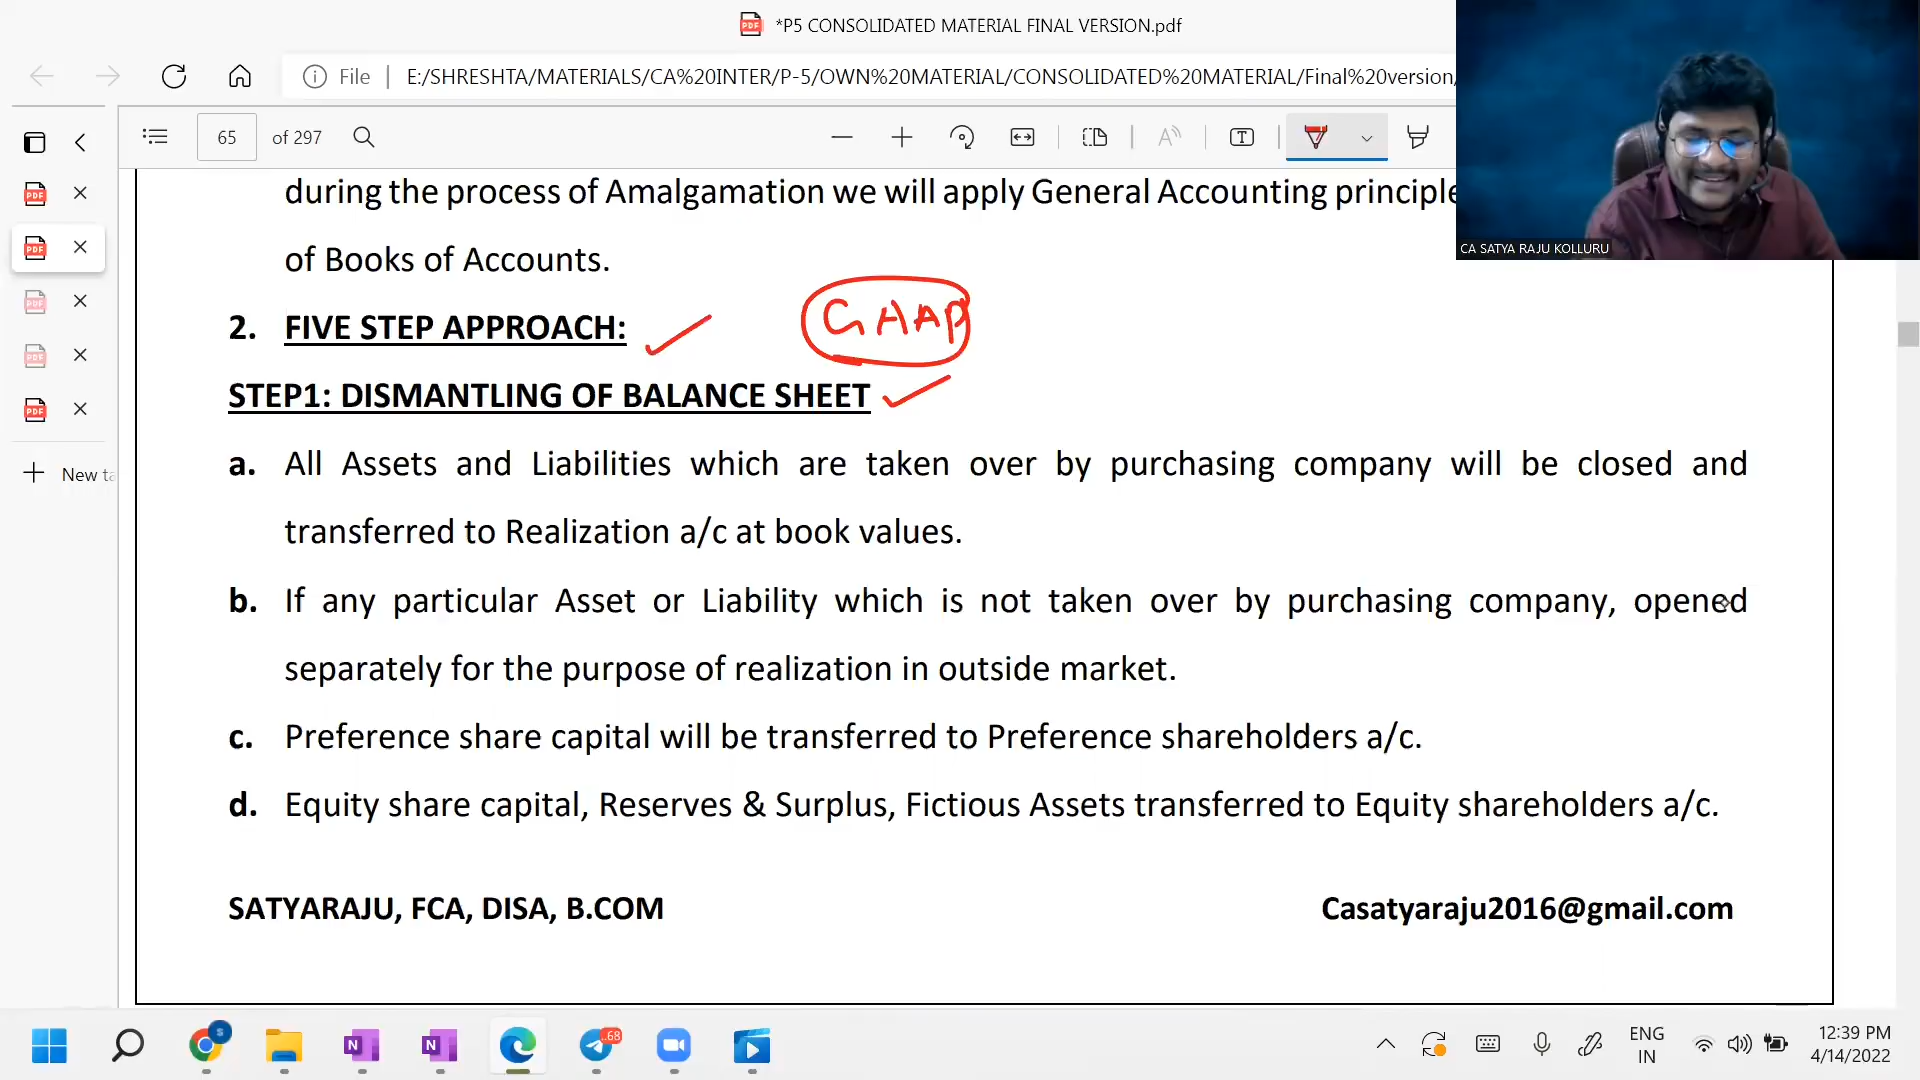 *P5 CONSOLIDATED MATERIAL FINAL VERSION.pdf
File
E:/SHRESHTA/MATERIALS/CA%20INTER/P-5/OWN%20MATERIAL/CONSOLIDATED%20MATERIAL/Final%20version,
65 of 297
during the process of Amalgamation we will apply General Accounting principle
of Books of Accounts.
CA SATYA RAJU KOLLURU
GAAP
2. FIVE STEP APPROACH:
STEP1: DISMANTLING OF BALANCE SHEET
New ta
a. All Assets and Liabilities which are taken over by purchasing company will be closed and
transferred to Realization a/c at book values.
b. If any particular Asset or Liability which is not taken over by purchasing company, opened
separately for the purpose of realization in outside market.
c. Preference share capital will be transferred to Preference shareholders a/c.
d. Equity share capital, Reserves & Surplus, Fictious Assets transferred to Equity shareholders a/c.
SATYARAJU, FCA, DISA, B.COM
Casatyaraju2016@gmail.com
ENG
IN
12:39 PM
4/14/2022